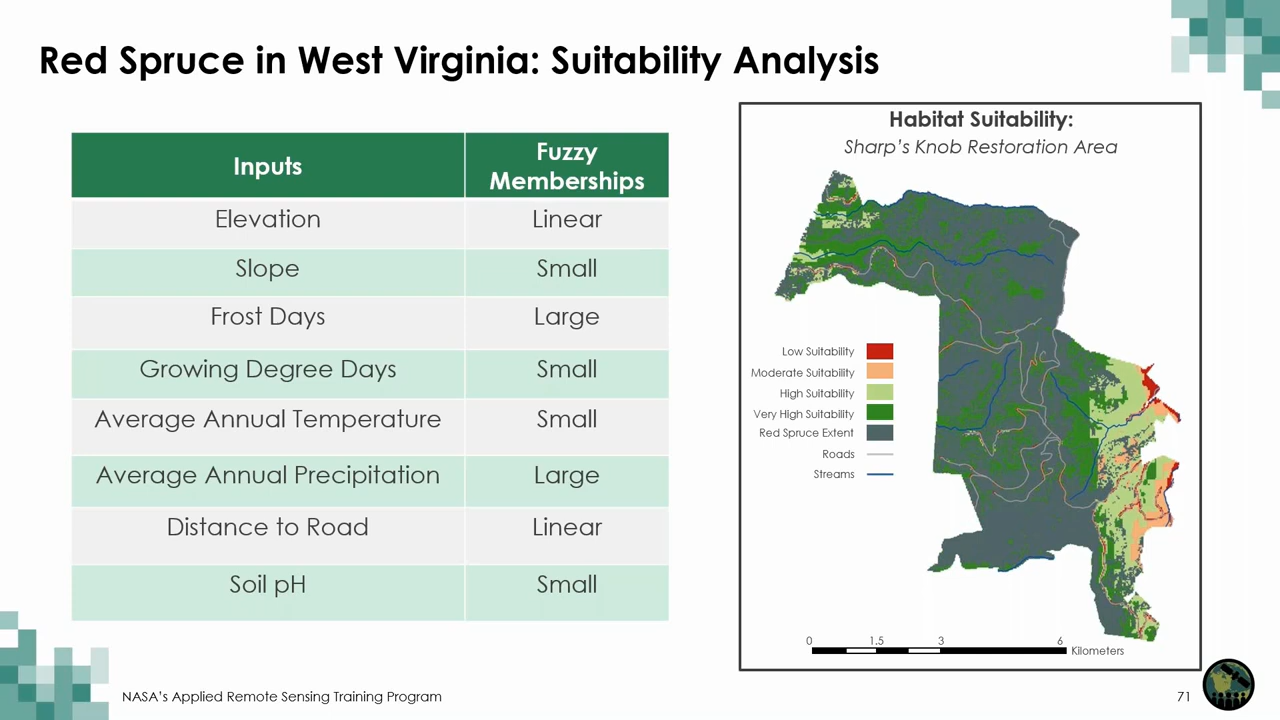 Red Spruce in West Virginia: Suitability Analysis
Inputs
Fuzzy
Memberships
Elevation
Linear
Slope
Small
Frost Days
Large
Growing Degree Days
Small
Average Annual Temperature
Small
Average Annual Precipitation
Large
Distance to Road
Linear
Soil pH
Small
Habitat Suitability:
Sharp's Knob Restoration Area
Low Suitability
Moderate Suitability
High Suitability
Very High Suitability
Red Spruce Extent
Roads
Streams
0 1.5 3 6
Kilometers
NASA's Applied Remote Sensing Training Program
71